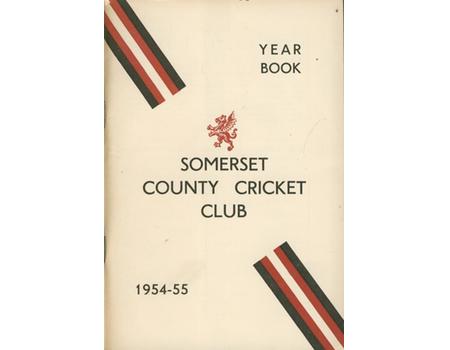 YEAR
BOOK
SOMERSET
COUNTY CRICKET
CLUB
1954-55